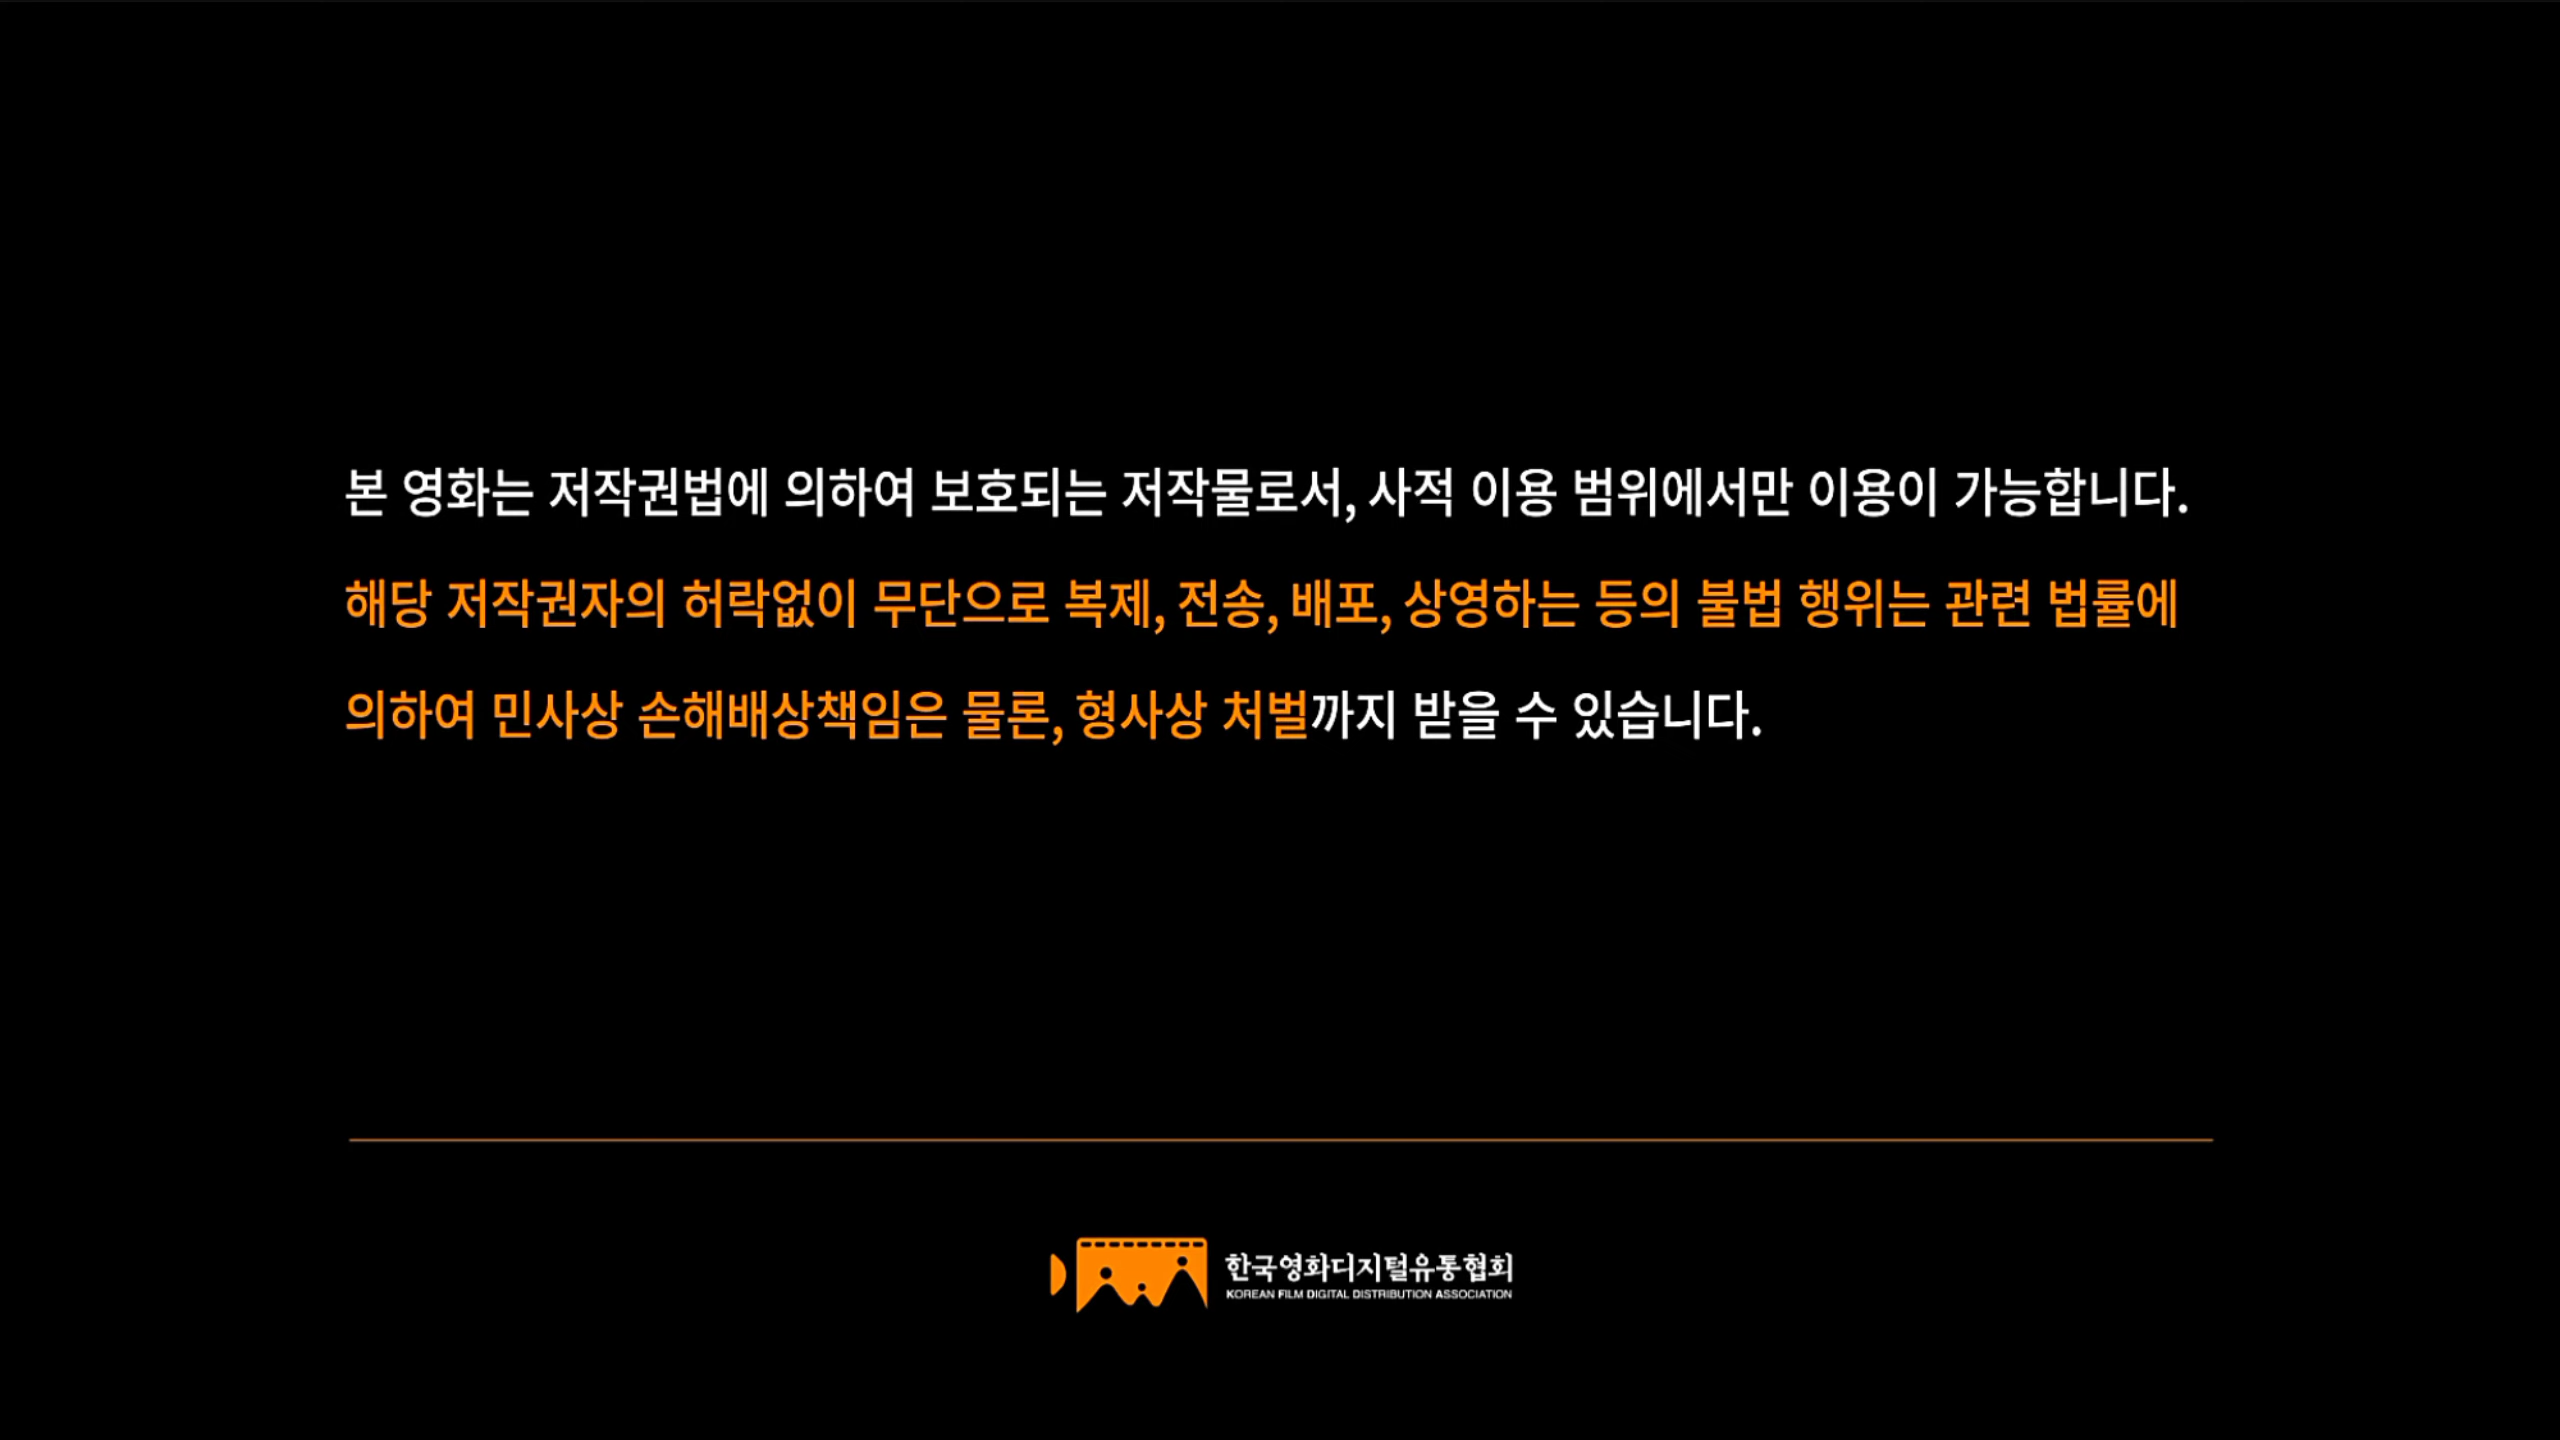 본 영화는 저작권법에 의하여 보호되는 저작물로서, 사적 이용 범위에서만 이용이 가능합니다.
해당 저작권자의 허락없이 무단으로 복제, 전송, 배포, 상영하는 등의 불법 행위는 관련 법률에
의하여 민사상 손해배상책임은 물론, 형사상 처벌까지 받을 수 있습니다.
한국영화디지털유통협회
KOREAN FILM DIGITAL DISTRIBUTION ASSOCIATION